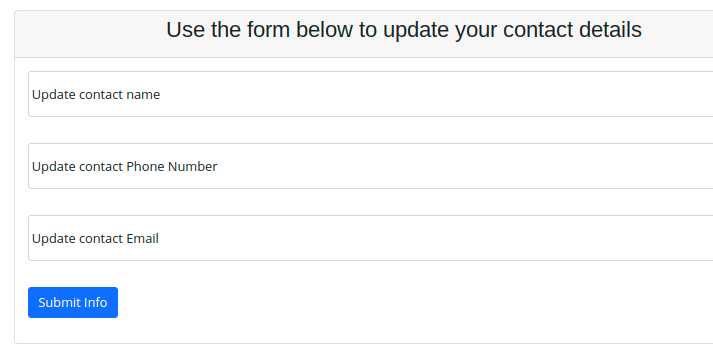 Use the form below to update your contact details
Update contact name
Update contact Phone Number
Update contact Email
Submit Info